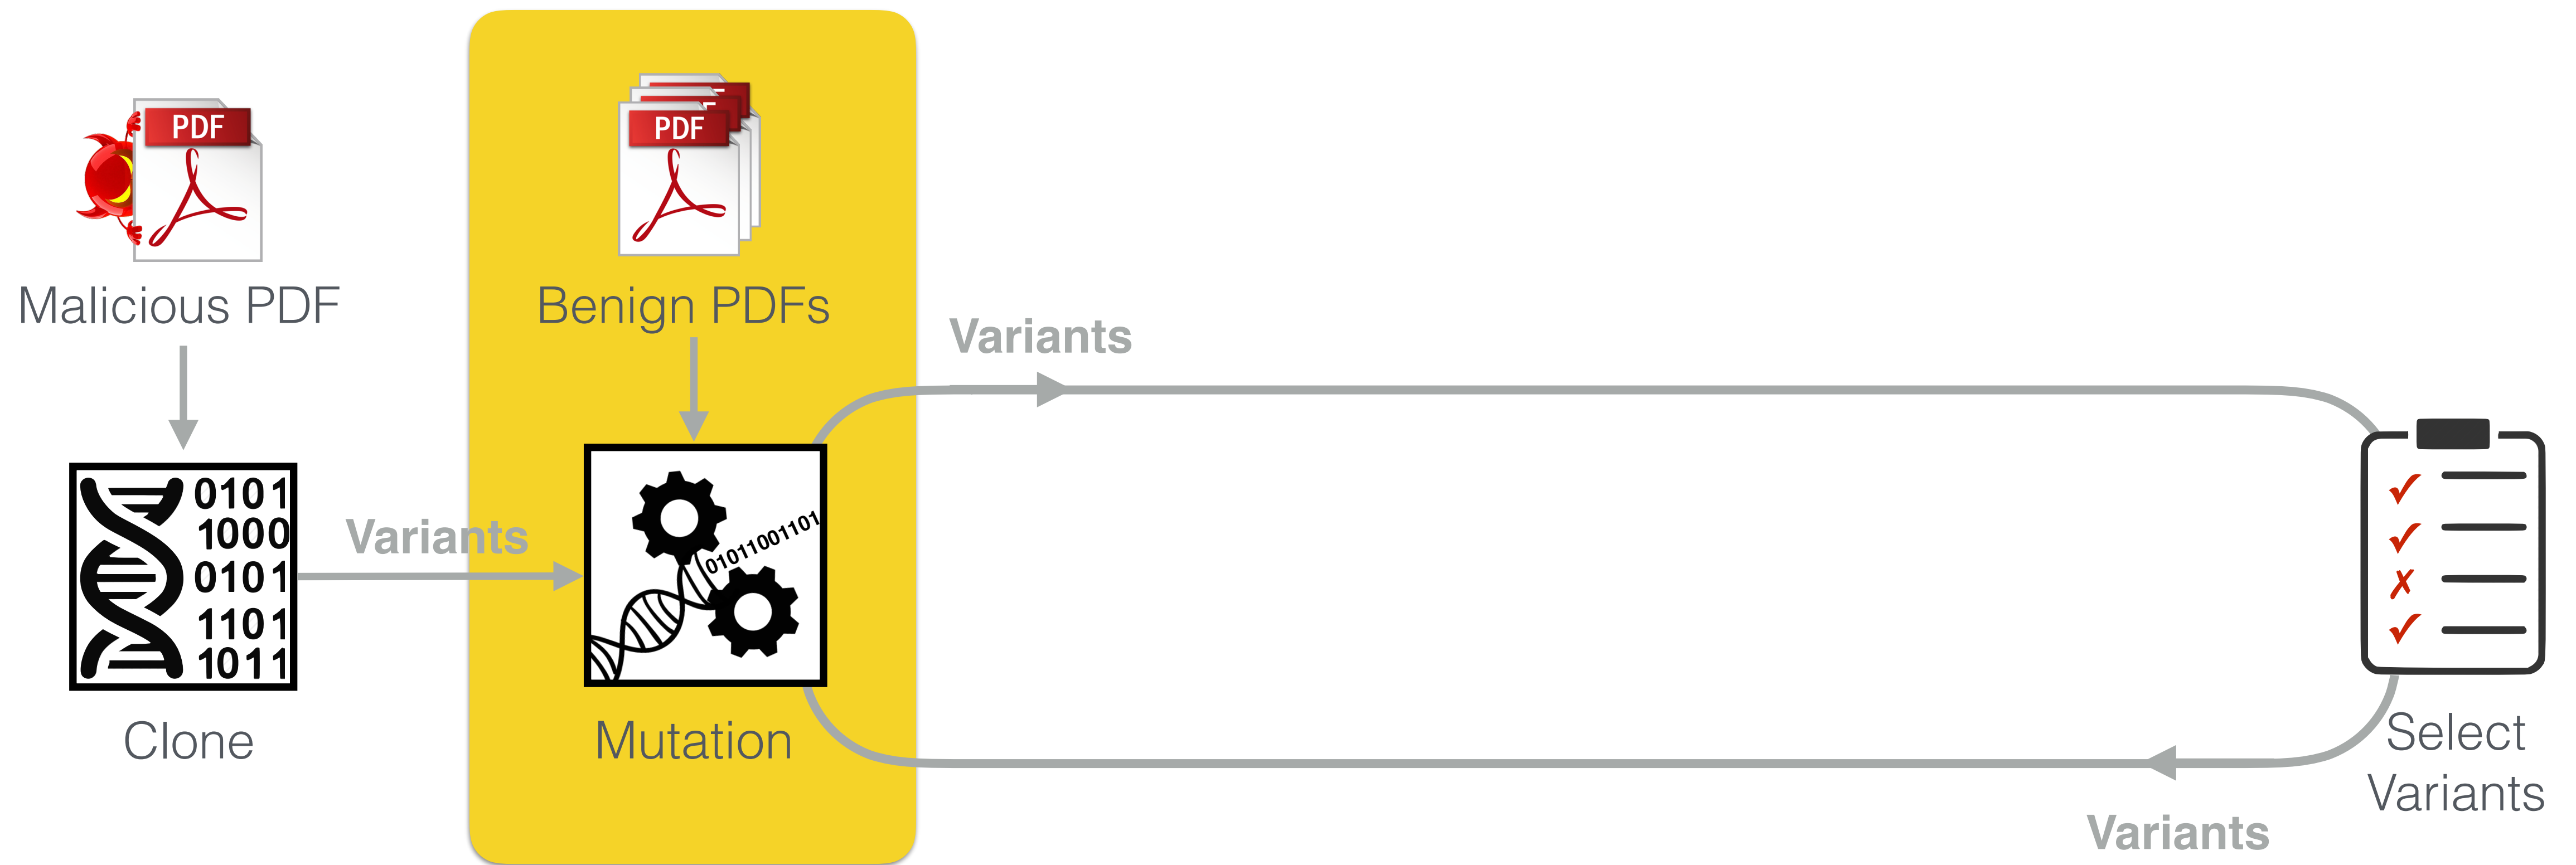 PDF
PDF
Malicious PDF
Benign PDFs
Variants
0101
1000
0101
1101
1011
Variants
01011001101
Clone
Mutation
Select
Variants
Variants